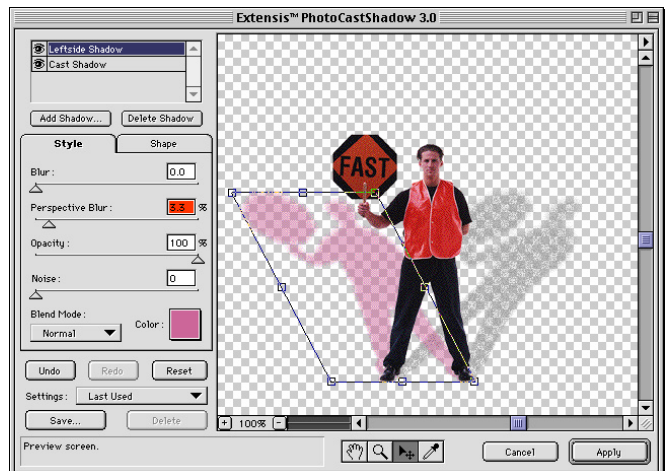 Extensis™ PhotoCastShadow 3.0
Leftside Shadow
Cast Shadow
Add Shadow... Delete Shadow
Style Shape
Blur: 0.0
Perspective Blur: 3.3 %
Opacity: 100 %
Noise: 0
Blend Mode:
Normal Color:
Undo Redo Reset
Settings: Last Used
Save... Delete
Preview screen.
FAST
+ 100% -
Cancel Apply